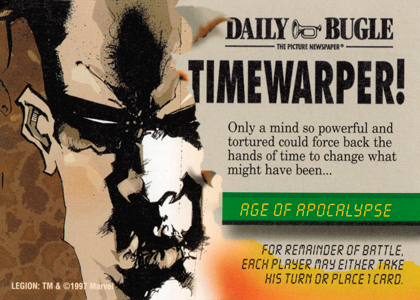 DAILY BUGLE
THE PICTURE NEWSPAPER®
TIMEWARPER!
Only a mind so powerful and
tortured could force back the
hands of time to change what
might have been...
AGE OF APOCALYPSE
FOR REMAINDER OF BATTLE,
EACH PLAYER MAY EITHER TAKE
HIS TURN OR PLACE 1 CARD.
LEGION: TM & ©1997 Marvel